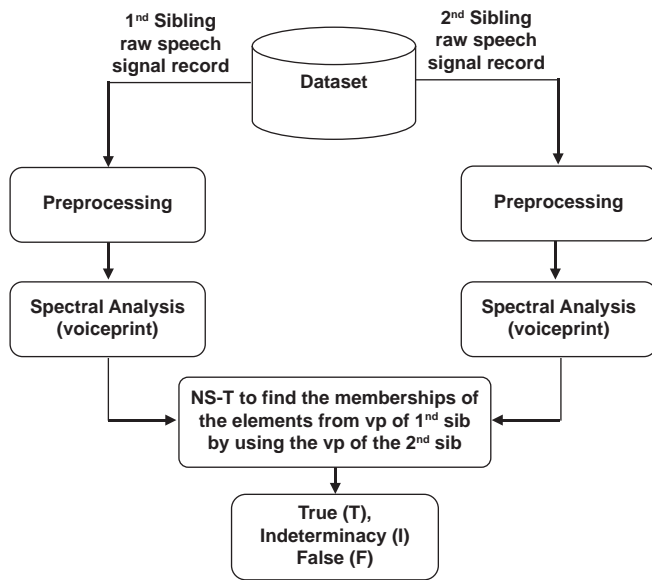 1ⁿᵈ Sibling
raw speech
signal record
Dataset
2ⁿᵈ Sibling
raw speech
signal record
Preprocessing
Preprocessing
Spectral Analysis
(voiceprint)
Spectral Analysis
(voiceprint)
NS-T to find the memberships of
the elements from vp of 1ⁿᵈ sib
by using the vp of the 2ⁿᵈ sib
True (T),
Indeterminacy (I)
False (F)